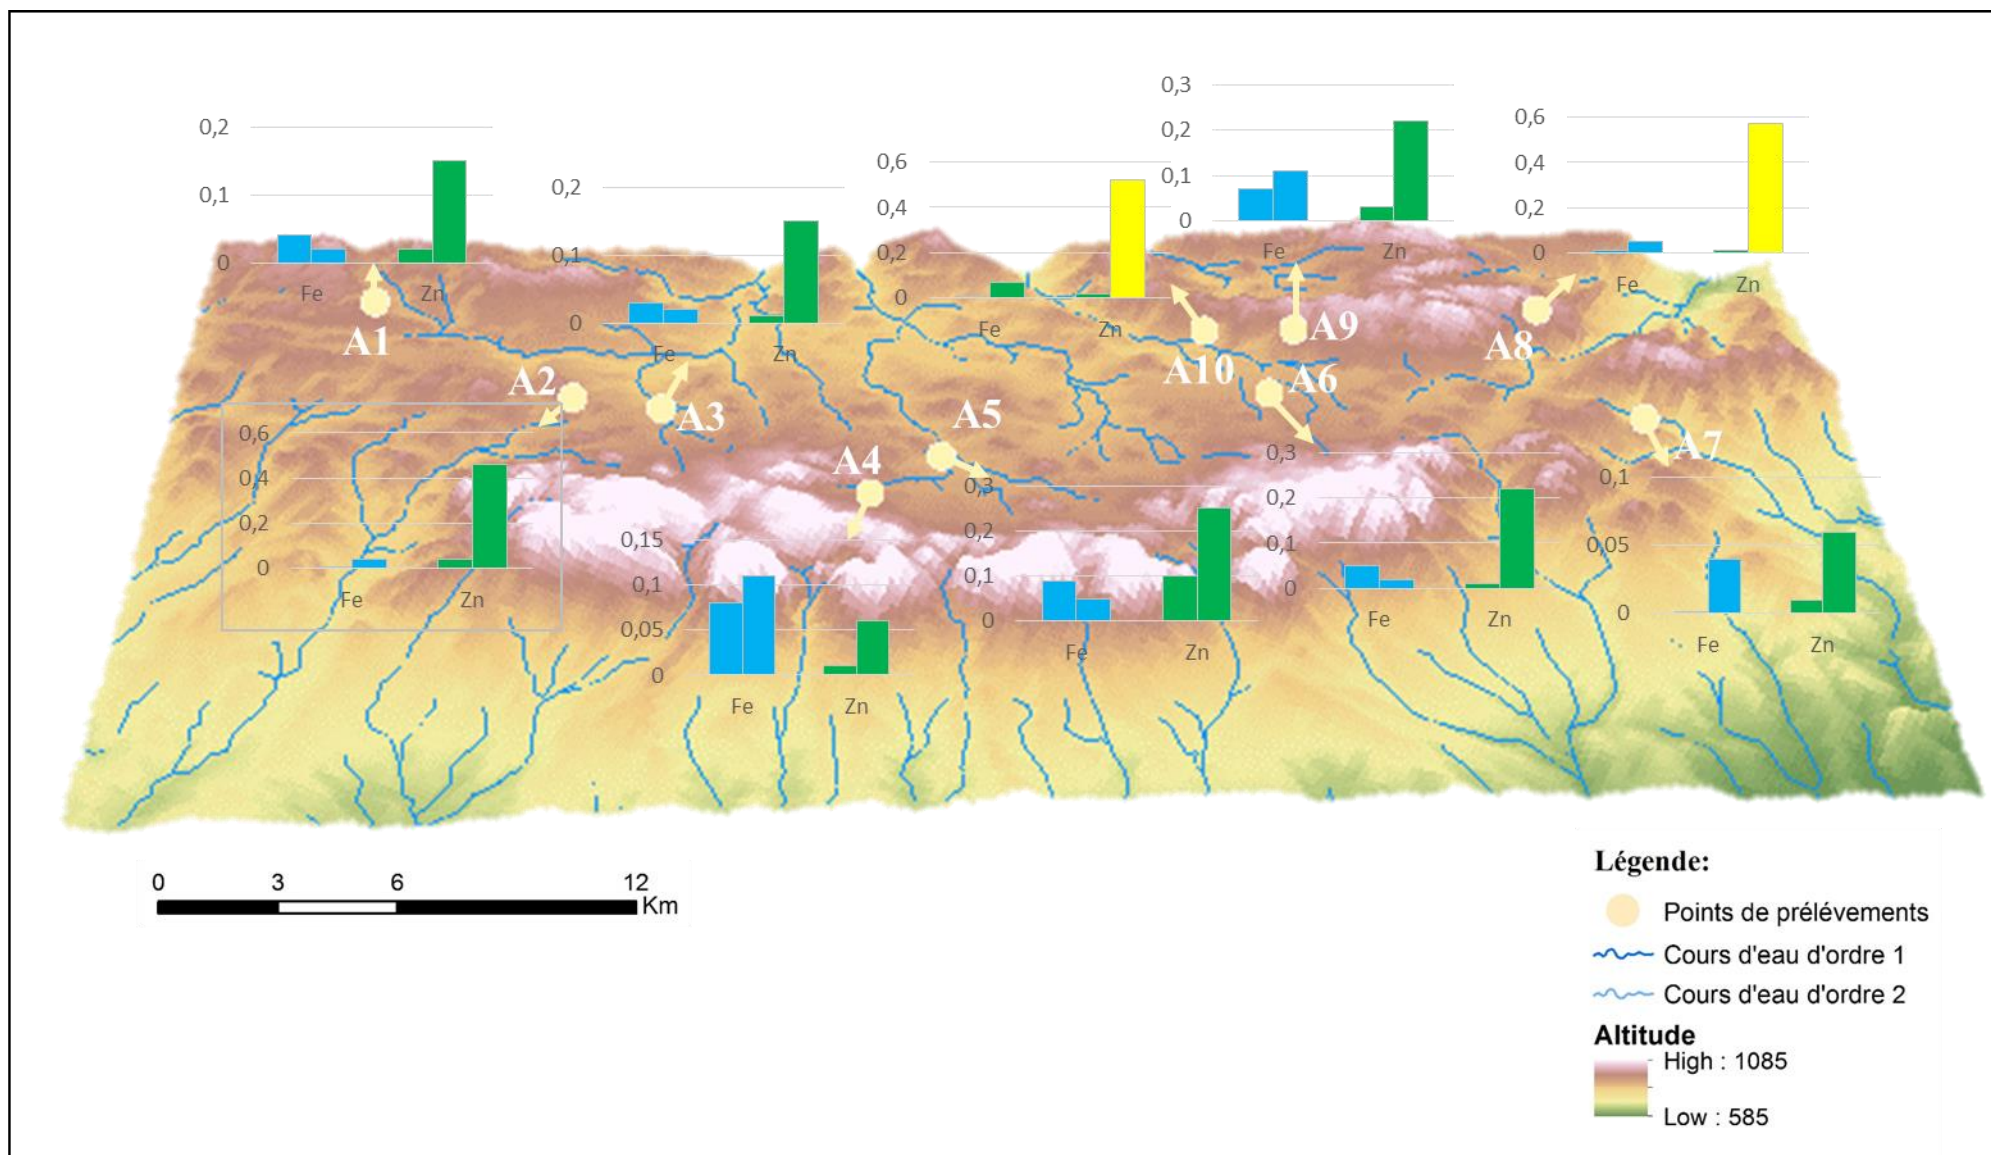 0,2
0,1
0
Fe Zn
A1
0,2
0,1
0
Fe Zn
A3
0,6
0,4
0,2
0
Fe Zn
A10
0,3
0,2
0,1
0
Fe Zn
A9
0,6
0,4
0,2
0
Fe Zn
A8
A2
0,6
0,4
0,2
0
Fe Zn
A4
0,15
0,1
0,05
0
Fe Zn
A5
0,3
0,2
0,1
0
Fe Zn
A6
0,3
0,2
0,1
0
Fe Zn
A7
0,1
0,05
0
Fe Zn
0 3 6 12
Km
Légende:
Points de prélévements
Cours d'eau d'ordre 1
Cours d'eau d'ordre 2
Altitude
High : 1085
Low : 585